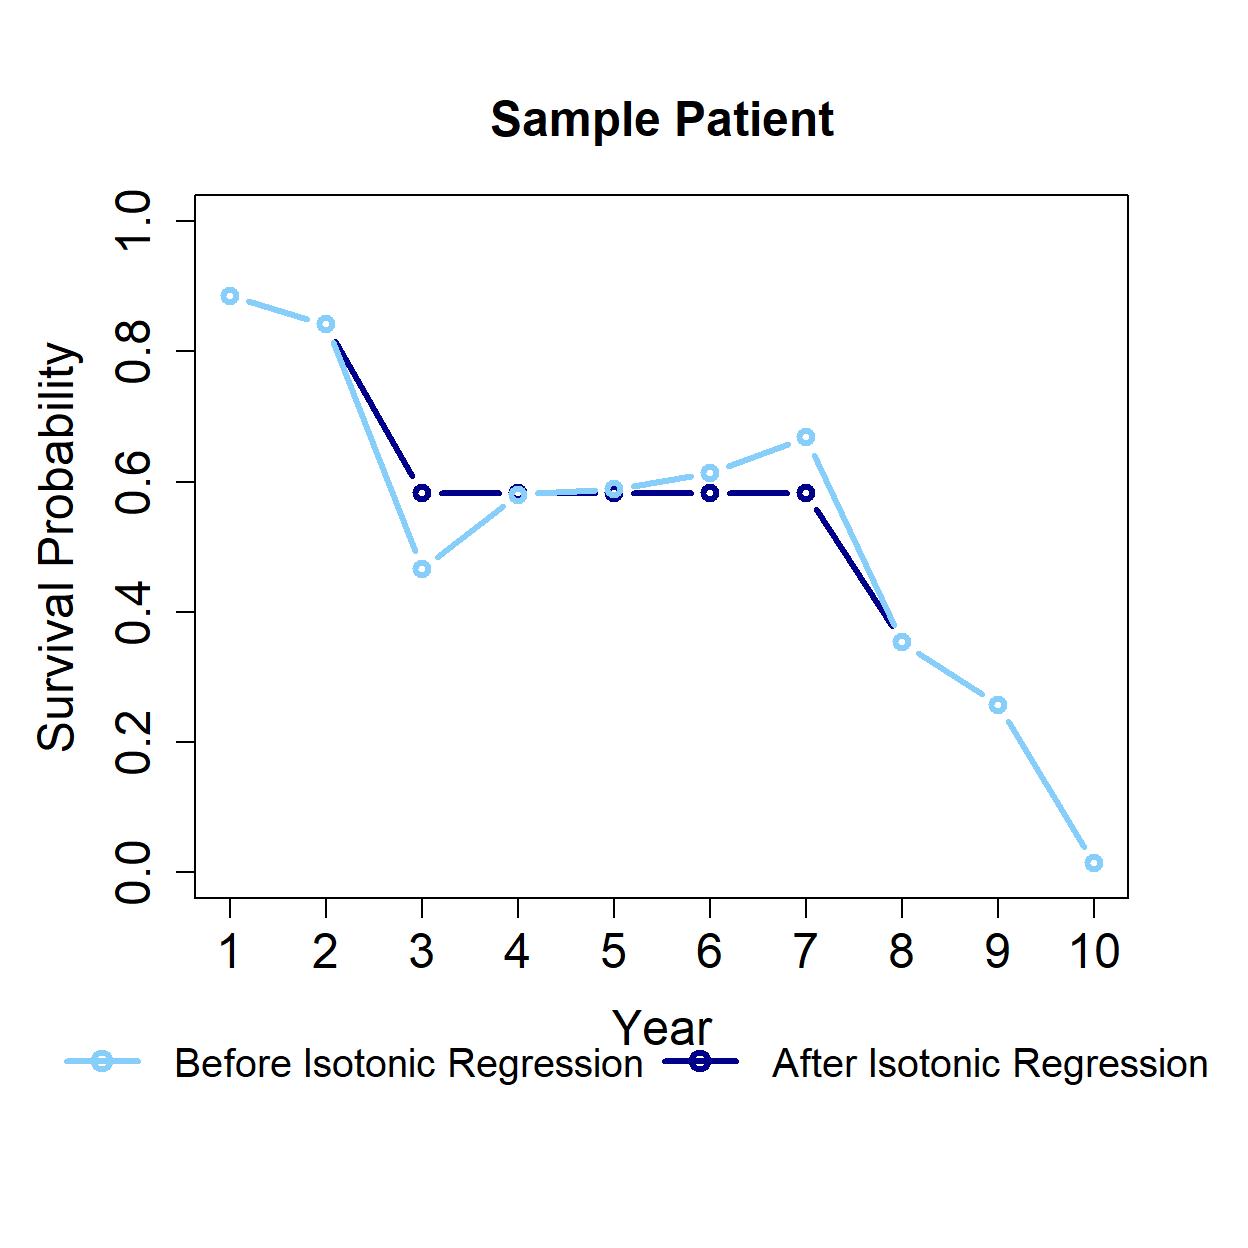 Sample Patient
Survival Probability
1.0
0.8
0.6
0.4
0.2
0.0
1 2 3 4 5 6 7 8 9 10
Year
Before Isotonic Regression After Isotonic Regression